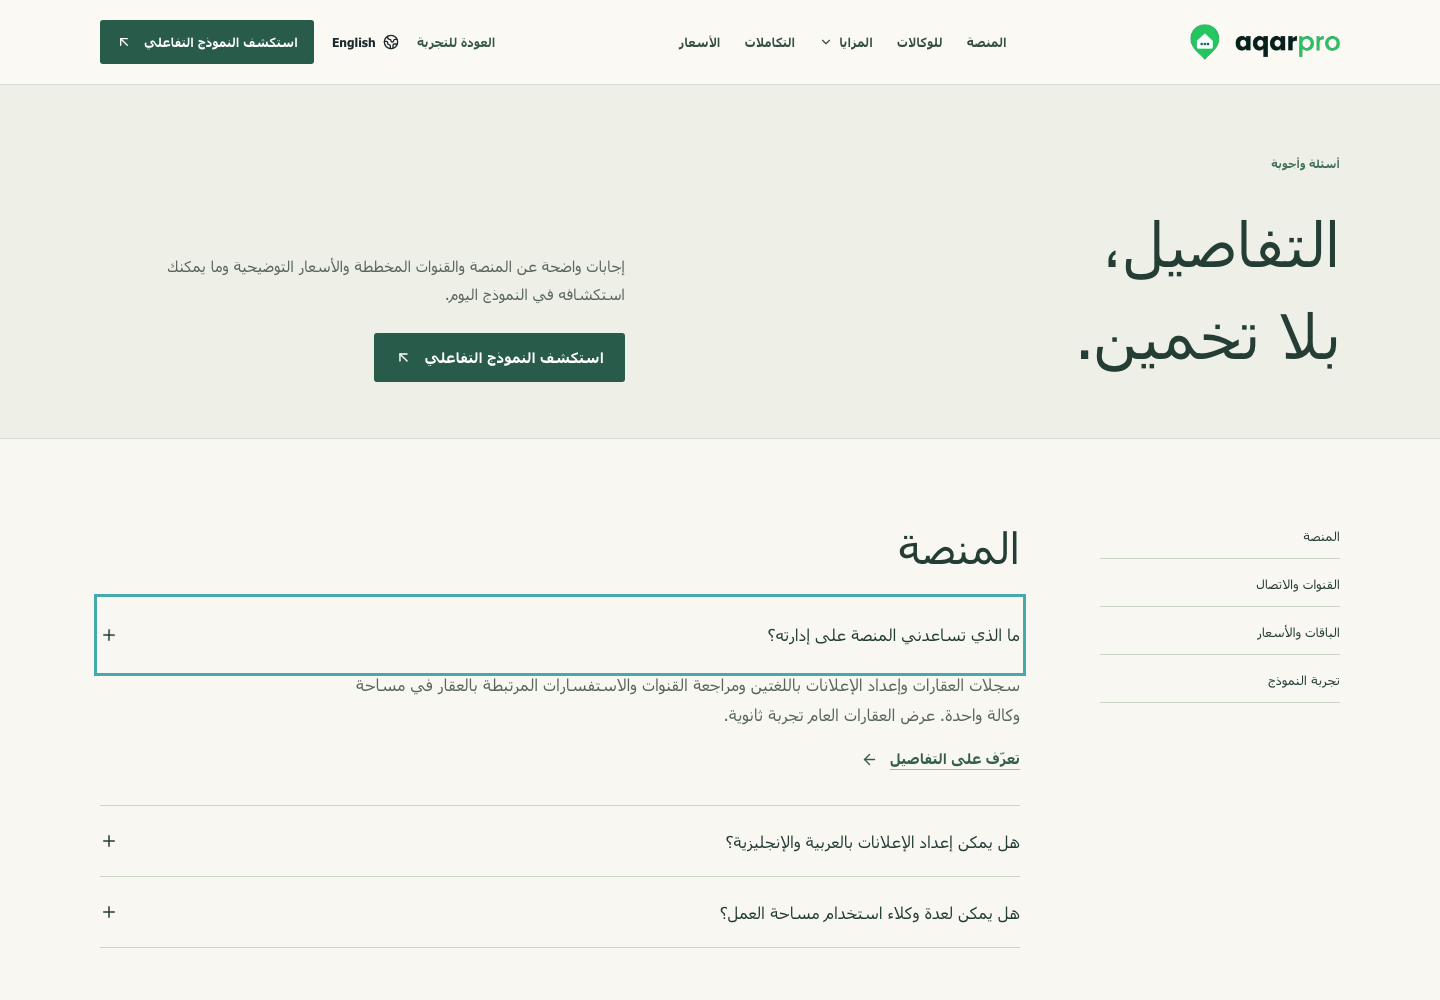 aqarpro
المنصة
للوكالات
المزايا
التكاملات
الأسعار
العودة للتجربة
English
استكشف النموذج التفاعلي
أسئلة وأجوبة
التفاصيل،
بلا تخمين.
إجابات واضحة عن المنصة والقنوات المخططة والأسعار التوضيحية وما يمكنك
استكشافه في النموذج اليوم.
استكشف النموذج التفاعلي
المنصة
القنوات والاتصال
الباقات والأسعار
تجربة النموذج
المنصة
ما الذي تساعدني المنصة على إدارته؟
سجلات العقارات وإعداد الإعلانات باللغتين ومراجعة القنوات والاستفسارات المرتبطة بالعقار في مساحة
وكالة واحدة. عرض العقارات العام تجربة ثانوية.
تعرّف على التفاصيل
هل يمكن إعداد الإعلانات بالعربية والإنجليزية؟
هل يمكن لعدة وكلاء استخدام مساحة العمل؟